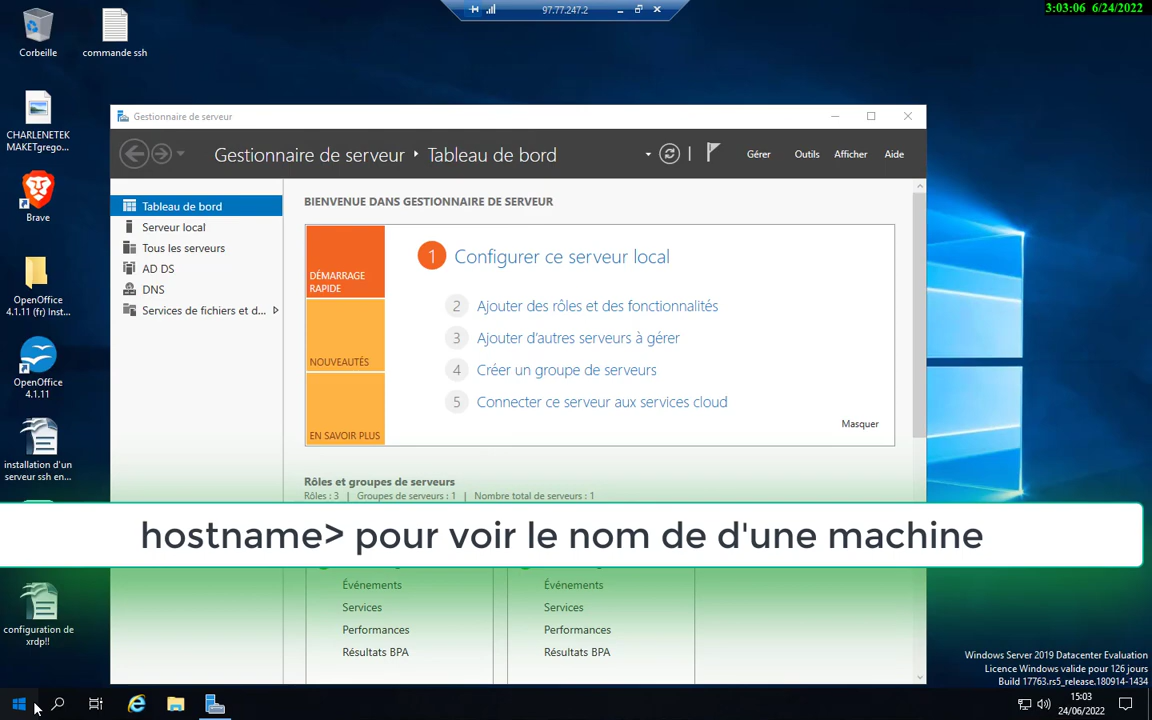 97.77.247.2
3:03:06 6/24/2022
Corbeille
commande ssh
CHARLENETEK
MAKETgrego...
Brave
OpenOffice
4.1.11 (fr) Inst...
OpenOffice
4.1.11
installation d'un
serveur ssh en...
configuration de
xrdp!!
Gestionnaire de serveur
Gestionnaire de serveur
Tableau de bord
Gérer
Outils
Afficher
Aide
Tableau de bord
Serveur local
Tous les serveurs
AD DS
DNS
Services de fichiers et d...
BIENVENUE DANS GESTIONNAIRE DE SERVEUR
DÉMARRAGE
RAPIDE
NOUVEAUTÉS
EN SAVOIR PLUS
1 Configurer ce serveur local
2 Ajouter des rôles et des fonctionnalités
3 Ajouter d'autres serveurs à gérer
4 Créer un groupe de serveurs
5 Connecter ce serveur aux services cloud
Masquer
Rôles et groupes de serveurs
Rôles : 3 | Groupes de serveurs : 1 | Nombre total de serveurs : 1
hostname> pour voir le nom de d'une machine
Événements
Services
Performances
Résultats BPA
Événements
Services
Performances
Résultats BPA
Windows Server 2019 Datacenter Evaluation
Licence Windows valide pour 126 jours
Build 17763.rs5_release.180914-1434
15:03
24/06/2022